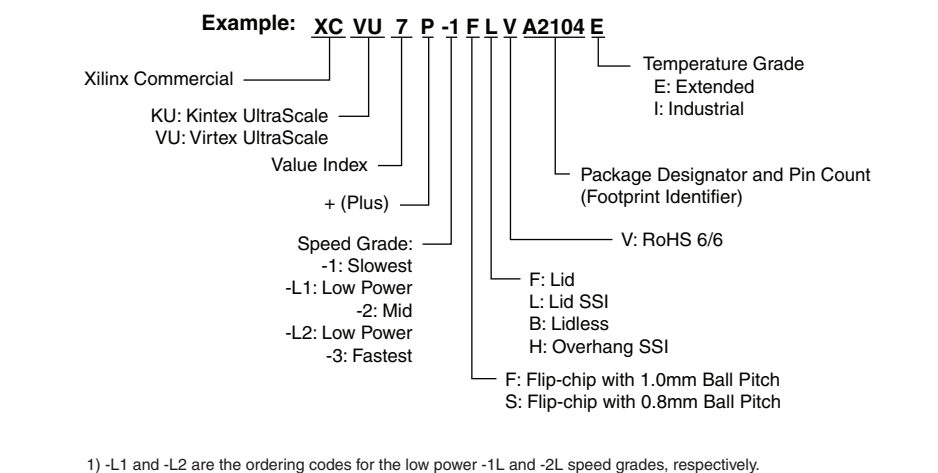 Example: XC VU 7 P -1 F L V A2104 E
Xilinx Commercial
KU: Kintex UltraScale
VU: Virtex UltraScale
Value Index
+ (Plus)
Speed Grade:
-1: Slowest
-L1: Low Power
-2: Mid
-L2: Low Power
-3: Fastest
Temperature Grade
E: Extended
I: Industrial
Package Designator and Pin Count
(Footprint Identifier)
V: RoHS 6/6
F: Lid
L: Lid SSI
B: Lidless
H: Overhang SSI
F: Flip-chip with 1.0mm Ball Pitch
S: Flip-chip with 0.8mm Ball Pitch
1) -L1 and -L2 are the ordering codes for the low power -1L and -2L speed grades, respectively.